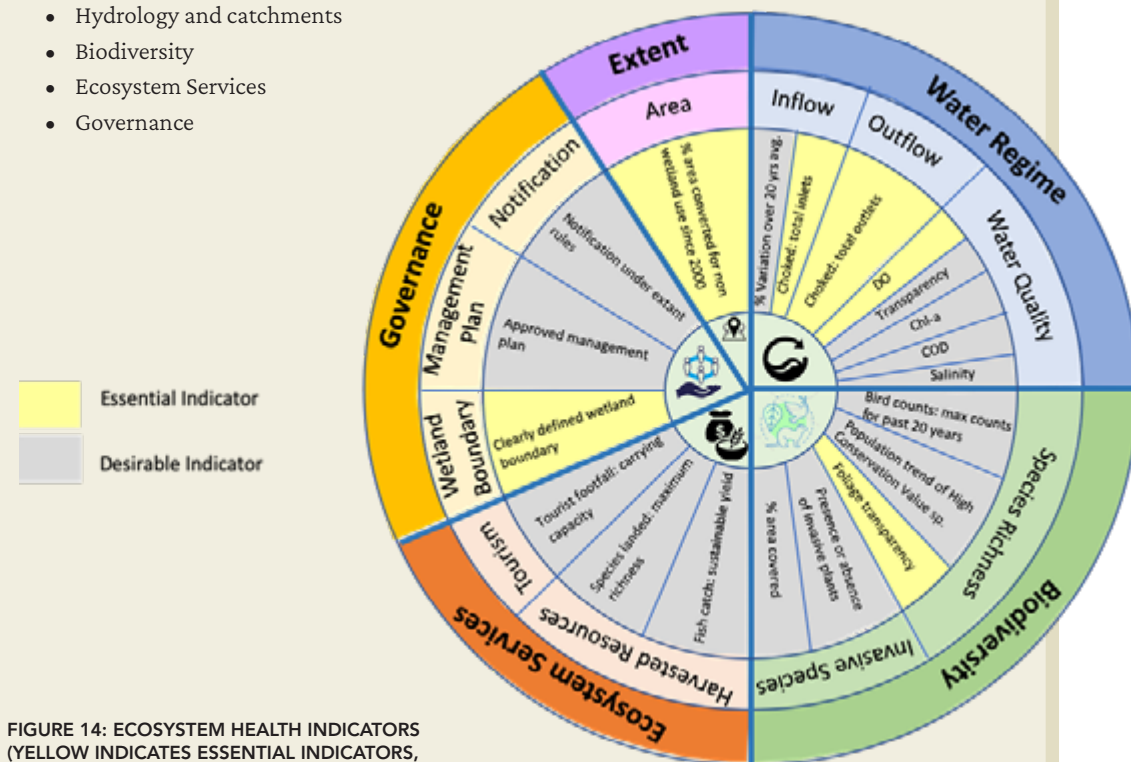 • Hydrology and catchments
• Biodiversity
• Ecosystem Services
• Governance
Extent
Area
% area converted for non
wetland use since 2000
Water Regime
Inflow
Outflow
Water Quality
% Variation over 20 yrs avg.
Choked: total inlets
Choked: total outlets
DO
Transparency
Chl-a
COD
Salinity
Biodiversity
Species Richness
Invasive Species
Bird counts: max counts
for past 20 years
Population trend of High
Conservation Value sp.
Foliage transparency
Presence or absence
of invasive plants
% area covered
Ecosystem Services
Harvested Resources
Tourism
Fish catch: sustainable yield
Species landed: maximum
richness
Tourist footfall: carrying
capacity
Governance
Wetland
Boundary
Management
Plan
Notification
Clearly defined wetland
boundary
Approved management
plan
Notification under extant
rules
Essential Indicator
Desirable Indicator
FIGURE 14: ECOSYSTEM HEALTH INDICATORS
(YELLOW INDICATES ESSENTIAL INDICATORS,